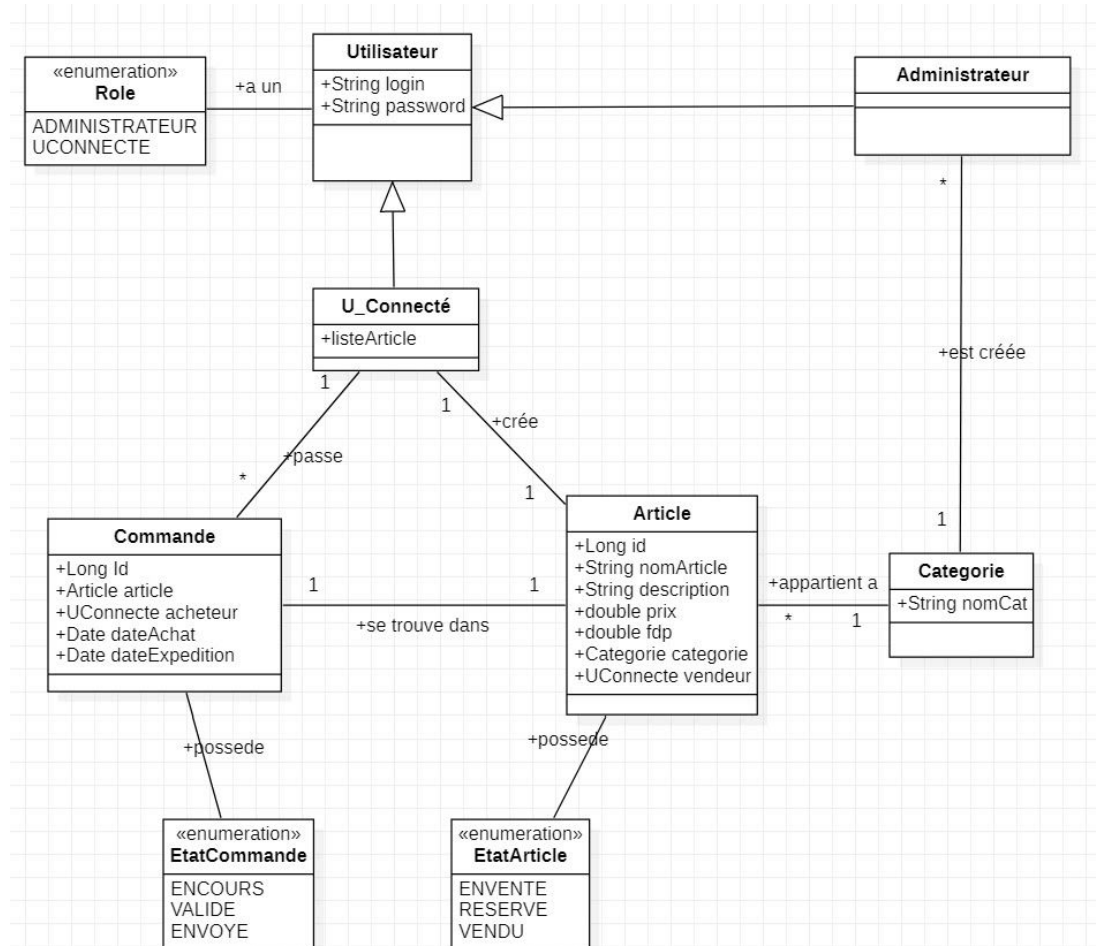 «enumeration»
Role
ADMINISTRATEUR
UCONNECTE
+a un
Utilisateur
+String login
+String password
Administrateur
*
+est créée
1
U_Connecté
+listeArticle
1
+passe
*
1
+crée
1
Commande
+Long Id
+Article article
+UConnecte acheteur
+Date dateAchat
+Date dateExpedition
1
1
+se trouve dans
Article
+Long id
+String nomArticle
+String description
+double prix
+double fdp
+Categorie categorie
+UConnecte vendeur
+appartient a
*
1
Categorie
+String nomCat
+possede
+possede
«enumeration»
EtatCommande
ENCOURS
VALIDE
ENVOYE
«enumeration»
EtatArticle
ENVENTE
RESERVE
VENDU